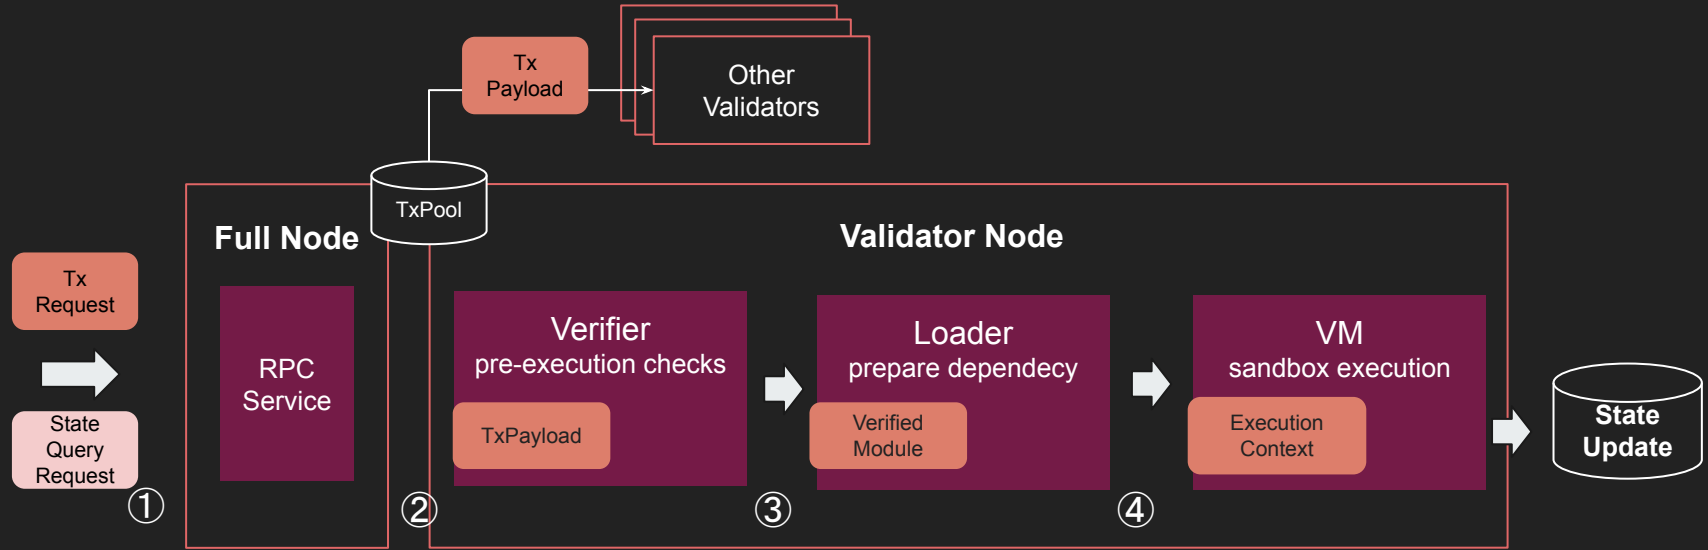 Tx
Payload
Other
Validators
TxPool
Full Node
Validator Node
Tx
Request
State
Query
Request
①
RPC
Service
②
Verifier
pre-execution checks
TxPayload
③
Loader
prepare dependecy
Verified
Module
④
VM
sandbox execution
Execution
Context
State
Update